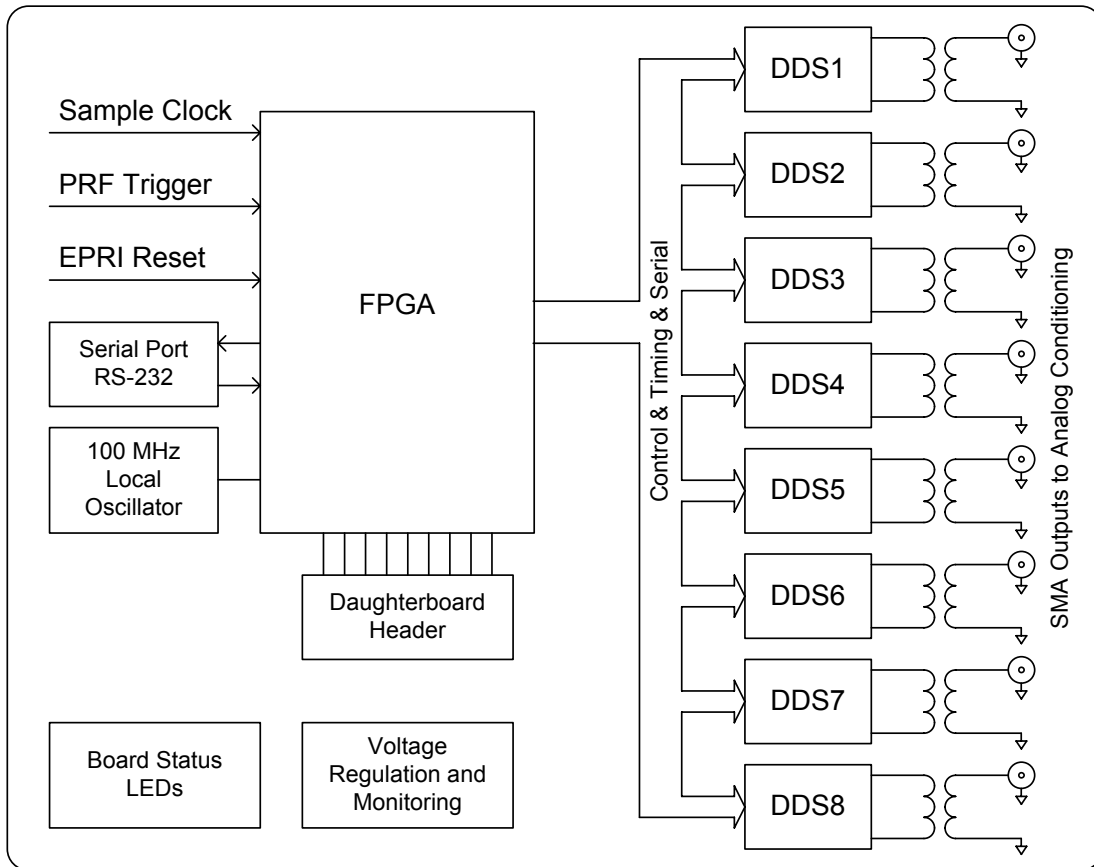 Sample Clock
PRF Trigger
EPRI Reset
Serial Port
RS-232
100 MHz
Local
Oscillator
FPGA
Daughterboard
Header
Board Status
LEDs
Voltage
Regulation and
Monitoring
Control & Timing & Serial
DDS1
DDS2
DDS3
DDS4
DDS5
DDS6
DDS7
DDS8
SMA Outputs to Analog Conditioning